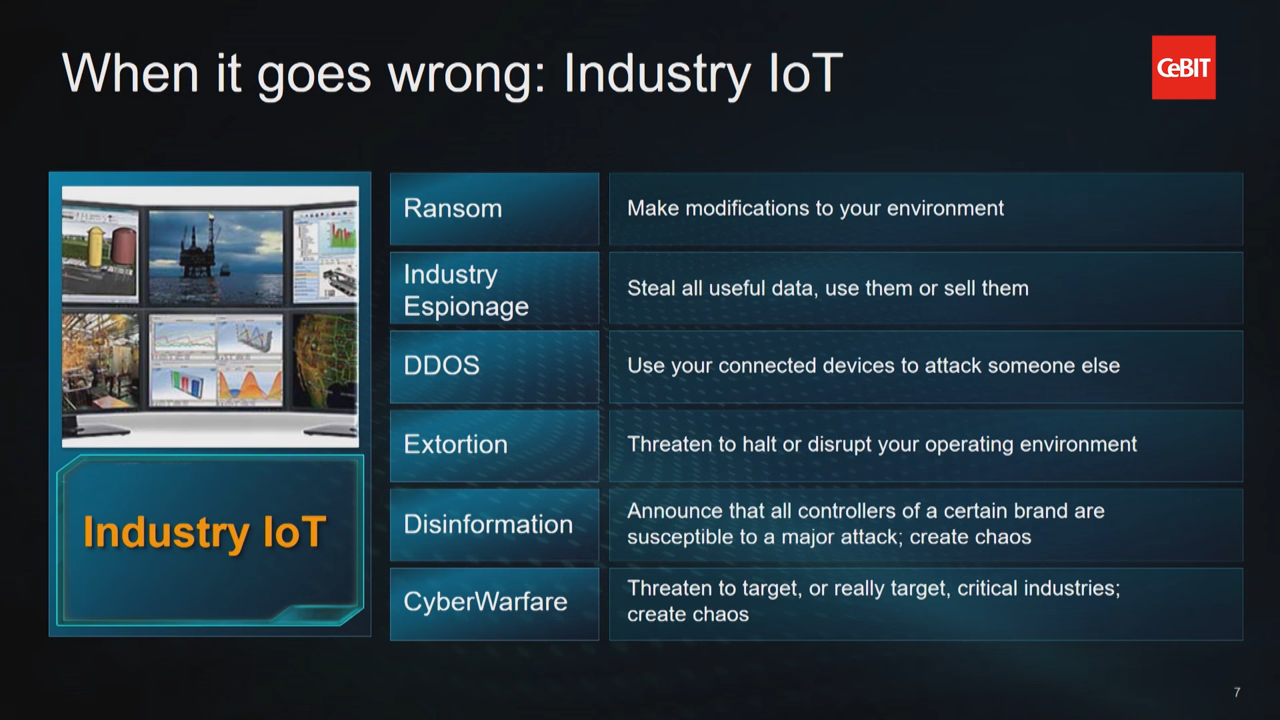 When it goes wrong: Industry IoT
CeBIT
Industry IoT
Ransom
Make modifications to your environment
Industry
Espionage
Steal all useful data, use them or sell them
DDOS
Use your connected devices to attack someone else
Extortion
Threaten to halt or disrupt your operating environment
Disinformation
Announce that all controllers of a certain brand are
susceptible to a major attack; create chaos
CyberWarfare
Threaten to target, or really target, critical industries;
create chaos
7